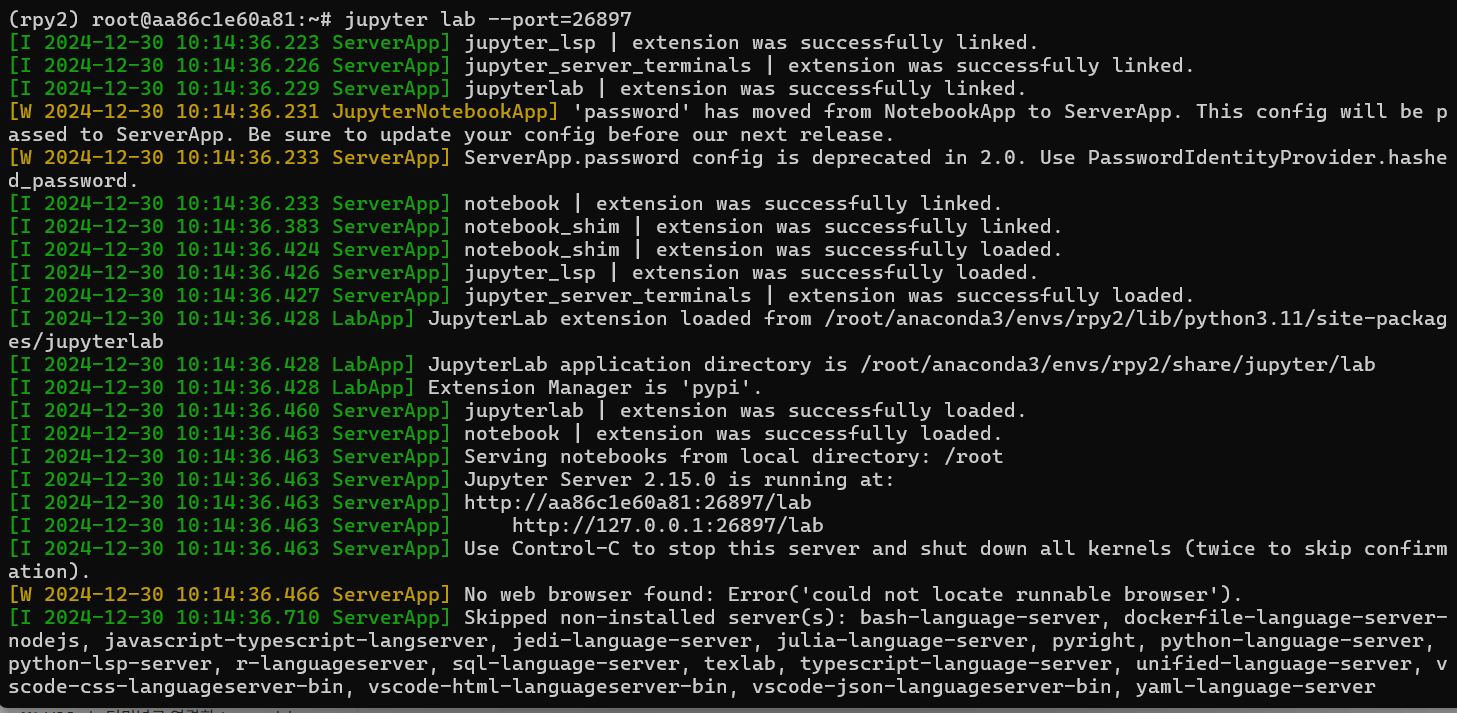 (rpy2) root@aa86c1e60a81:~# jupyter lab --port=26897
[I 2024-12-30 10:14:36.223 ServerApp] jupyter_lsp | extension was successfully linked.
[I 2024-12-30 10:14:36.226 ServerApp] jupyter_server_terminals | extension was successfully linked.
[I 2024-12-30 10:14:36.229 ServerApp] jupyterlab | extension was successfully linked.
[W 2024-12-30 10:14:36.231 JupyterNotebookApp] 'password' has moved from NotebookApp to ServerApp. This config will be p
assed to ServerApp. Be sure to update your config before our next release.
[W 2024-12-30 10:14:36.233 ServerApp] ServerApp.password config is deprecated in 2.0. Use PasswordIdentityProvider.hashe
d_password.
[I 2024-12-30 10:14:36.233 ServerApp] notebook | extension was successfully linked.
[I 2024-12-30 10:14:36.383 ServerApp] notebook_shim | extension was successfully linked.
[I 2024-12-30 10:14:36.424 ServerApp] notebook_shim | extension was successfully loaded.
[I 2024-12-30 10:14:36.426 ServerApp] jupyter_lsp | extension was successfully loaded.
[I 2024-12-30 10:14:36.427 ServerApp] jupyter_server_terminals | extension was successfully loaded.
[I 2024-12-30 10:14:36.428 LabApp] JupyterLab extension loaded from /root/anaconda3/envs/rpy2/lib/python3.11/site-packag
es/jupyterlab
[I 2024-12-30 10:14:36.428 LabApp] JupyterLab application directory is /root/anaconda3/envs/rpy2/share/jupyter/lab
[I 2024-12-30 10:14:36.428 LabApp] Extension Manager is 'pypi'.
[I 2024-12-30 10:14:36.460 ServerApp] jupyterlab | extension was successfully loaded.
[I 2024-12-30 10:14:36.463 ServerApp] notebook | extension was successfully loaded.
[I 2024-12-30 10:14:36.463 ServerApp] Serving notebooks from local directory: /root
[I 2024-12-30 10:14:36.463 ServerApp] Jupyter Server 2.15.0 is running at:
[I 2024-12-30 10:14:36.463 ServerApp] http://aa86c1e60a81:26897/lab
[I 2024-12-30 10:14:36.463 ServerApp]     http://127.0.0.1:26897/lab
[I 2024-12-30 10:14:36.463 ServerApp] Use Control-C to stop this server and shut down all kernels (twice to skip confirm
ation).
[W 2024-12-30 10:14:36.466 ServerApp] No web browser found: Error('could not locate runnable browser').
[I 2024-12-30 10:14:36.710 ServerApp] Skipped non-installed server(s): bash-language-server, dockerfile-language-server-
nodejs, javascript-typescript-langserver, jedi-language-server, julia-language-server, pyright, python-language-server,
python-lsp-server, r-languageserver, sql-language-server, texlab, typescript-language-server, unified-language-server, v
scode-css-languageserver-bin, vscode-html-languageserver-bin, vscode-json-languageserver-bin, yaml-language-server